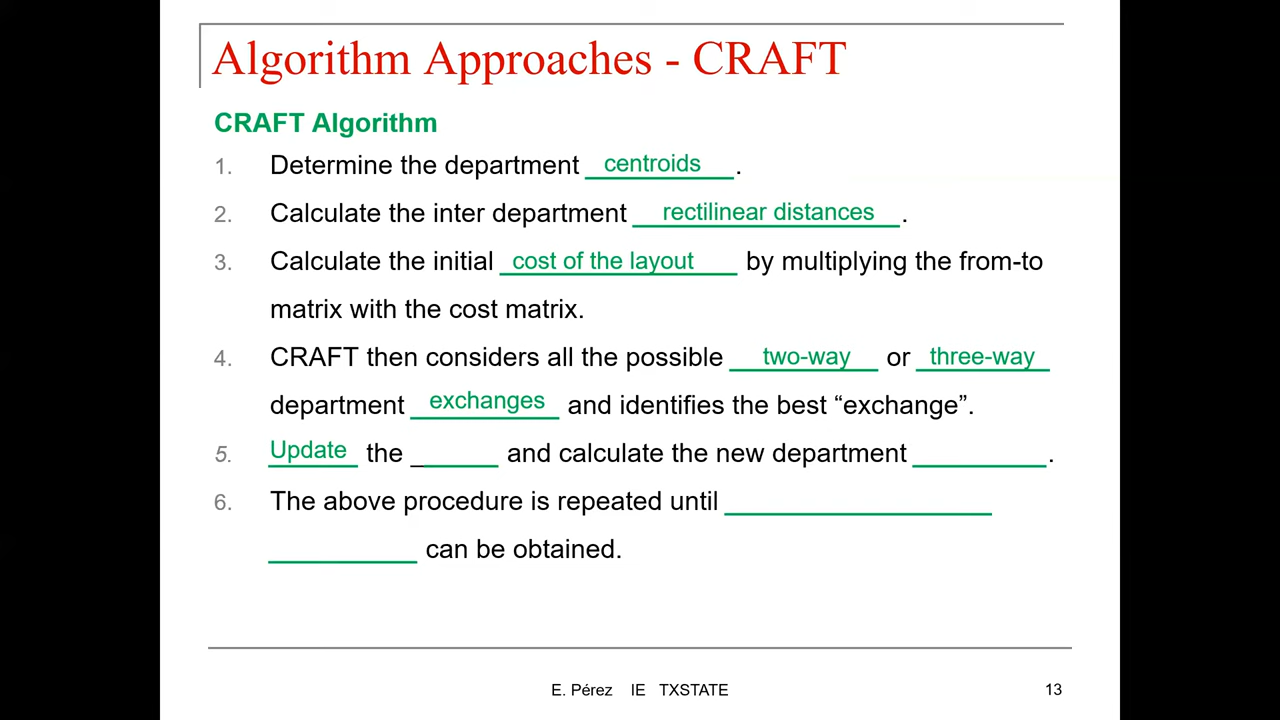 Algorithm Approaches - CRAFT
CRAFT Algorithm
1. Determine the department centroids.
2. Calculate the inter department rectilinear distances.
3. Calculate the initial cost of the layout by multiplying the from-to
matrix with the cost matrix.
4. CRAFT then considers all the possible two-way or three-way
department exchanges and identifies the best “exchange”.
5. Update the ______ and calculate the new department ______.
6. The above procedure is repeated until ______
______ can be obtained.
E. Pérez IE TXSTATE 13